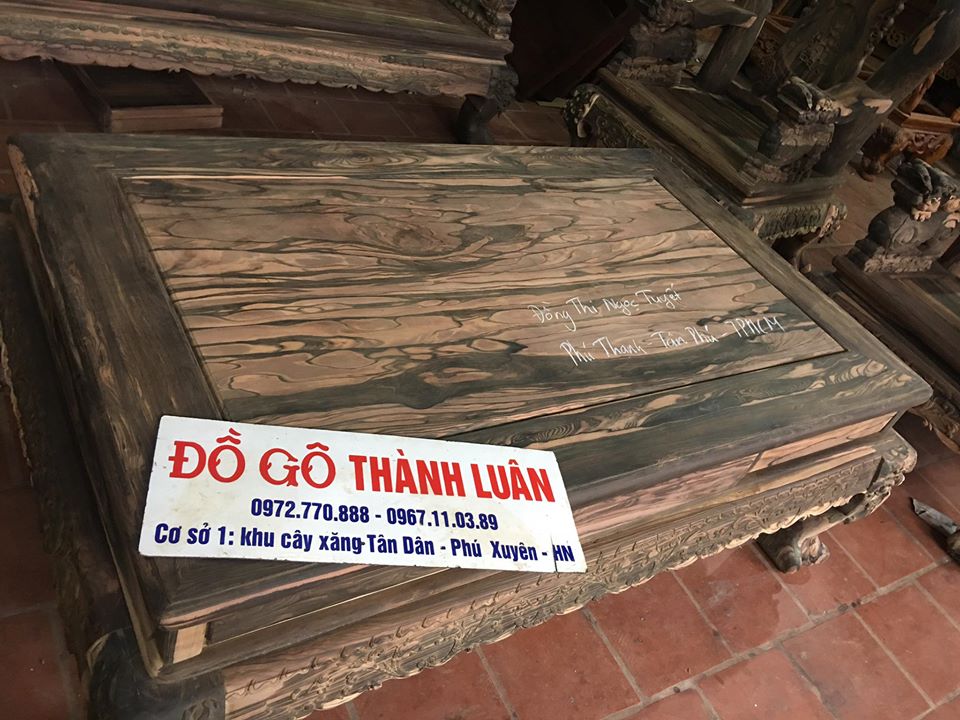 Đồng Thị Ngọc Tuyết
Phú Thạnh - Tân Phú - TPHCM
ĐỒ GỖ THÀNH LUÂN
0972.770.888 - 0967.11.03.89
Cơ sở 1: khu cây xăng-Tân Dân - Phú Xuyên - HN